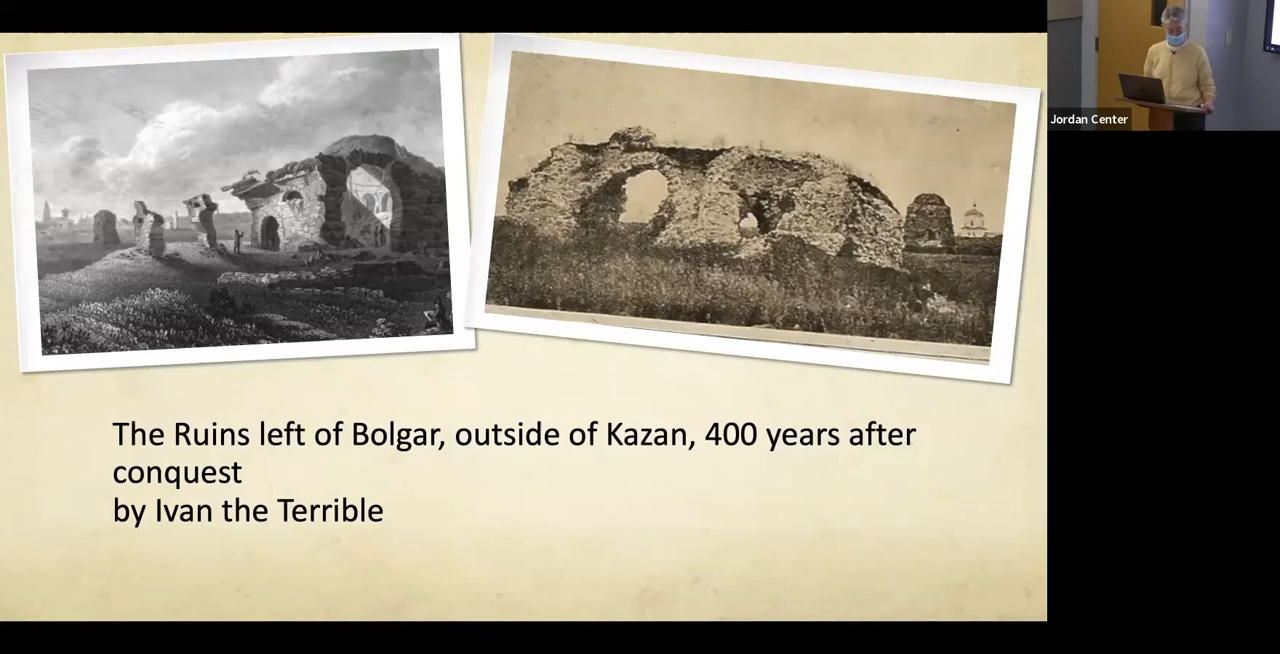 Jordan Center
The Ruins left of Bolgar, outside of Kazan, 400 years after
conquest
by Ivan the Terrible